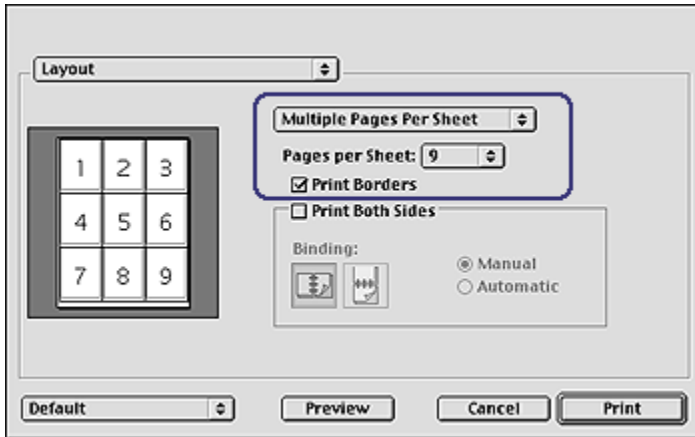 Layout
Multiple Pages Per Sheet
Pages per Sheet: 9
Print Borders
1 2 3
4 5 6
7 8 9
Print Both Sides
Binding:
Manual
Automatic
Default
Preview
Cancel
Print